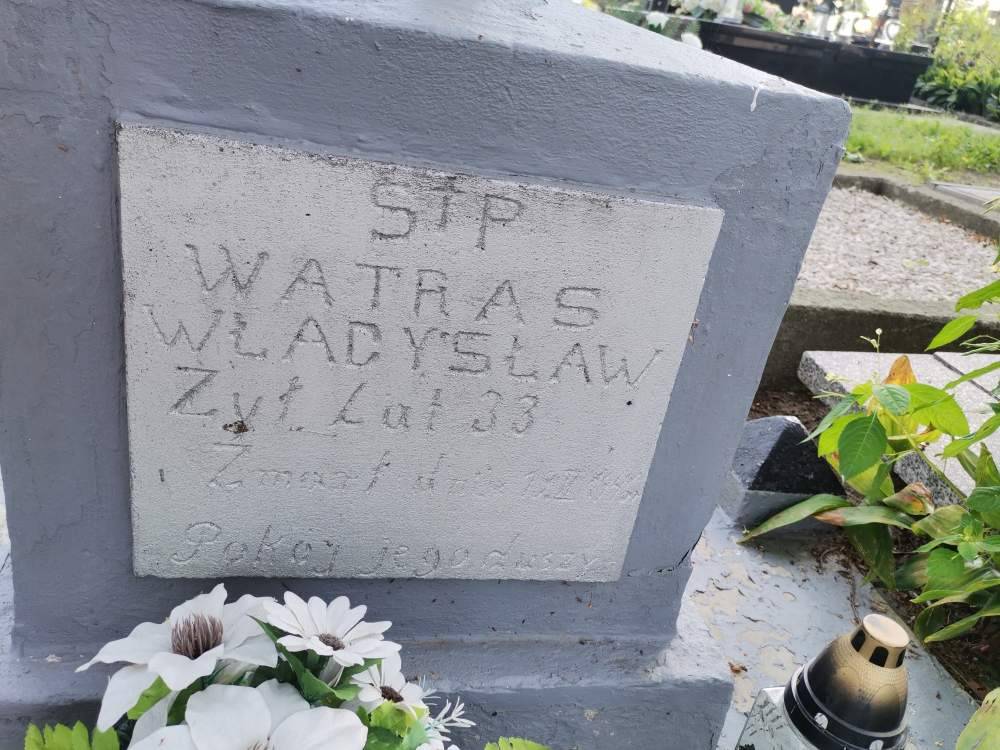 STP
WATRAS
WŁADYSŁAW
Żył Lat 33
Zmarł dnia
Pokój jego duszy